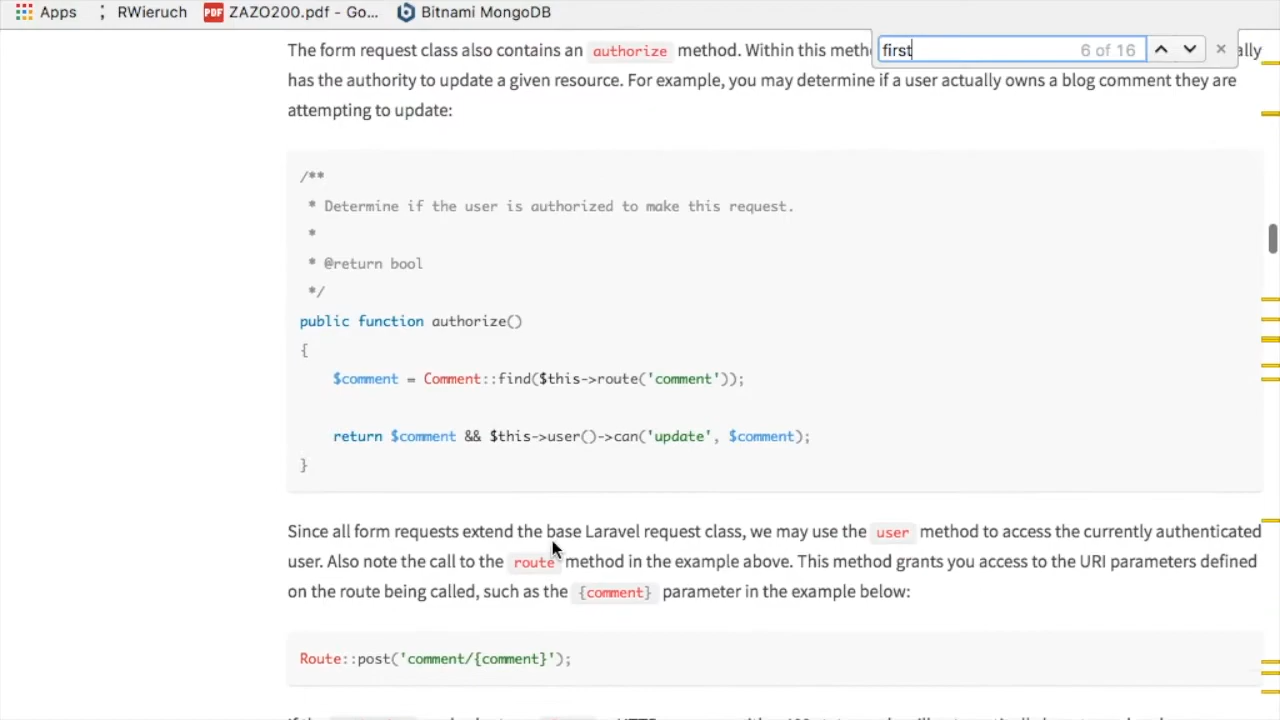 Apps RWieruch ZAZO200.pdf - Go... Bitnami MongoDB
first 6 of 16
The form request class also contains an authorize method. Within this ally
has the authority to update a given resource. For example, you may determine if a user actually owns a blog comment they are
attempting to update:
/**
* Determine if the user is authorized to make this request.
*
* @return bool
*/
public function authorize()
{
$comment = Comment::find($this->route('comment'));
return $comment && $this->user()->can('update', $comment);
}
Since all form requests extend the base Laravel request class, we may use the user method to access the currently authenticated
user. Also note the call to the route method in the example above. This method grants you access to the URI parameters defined
on the route being called, such as the {comment} parameter in the example below:
Route::post('comment/{comment}');